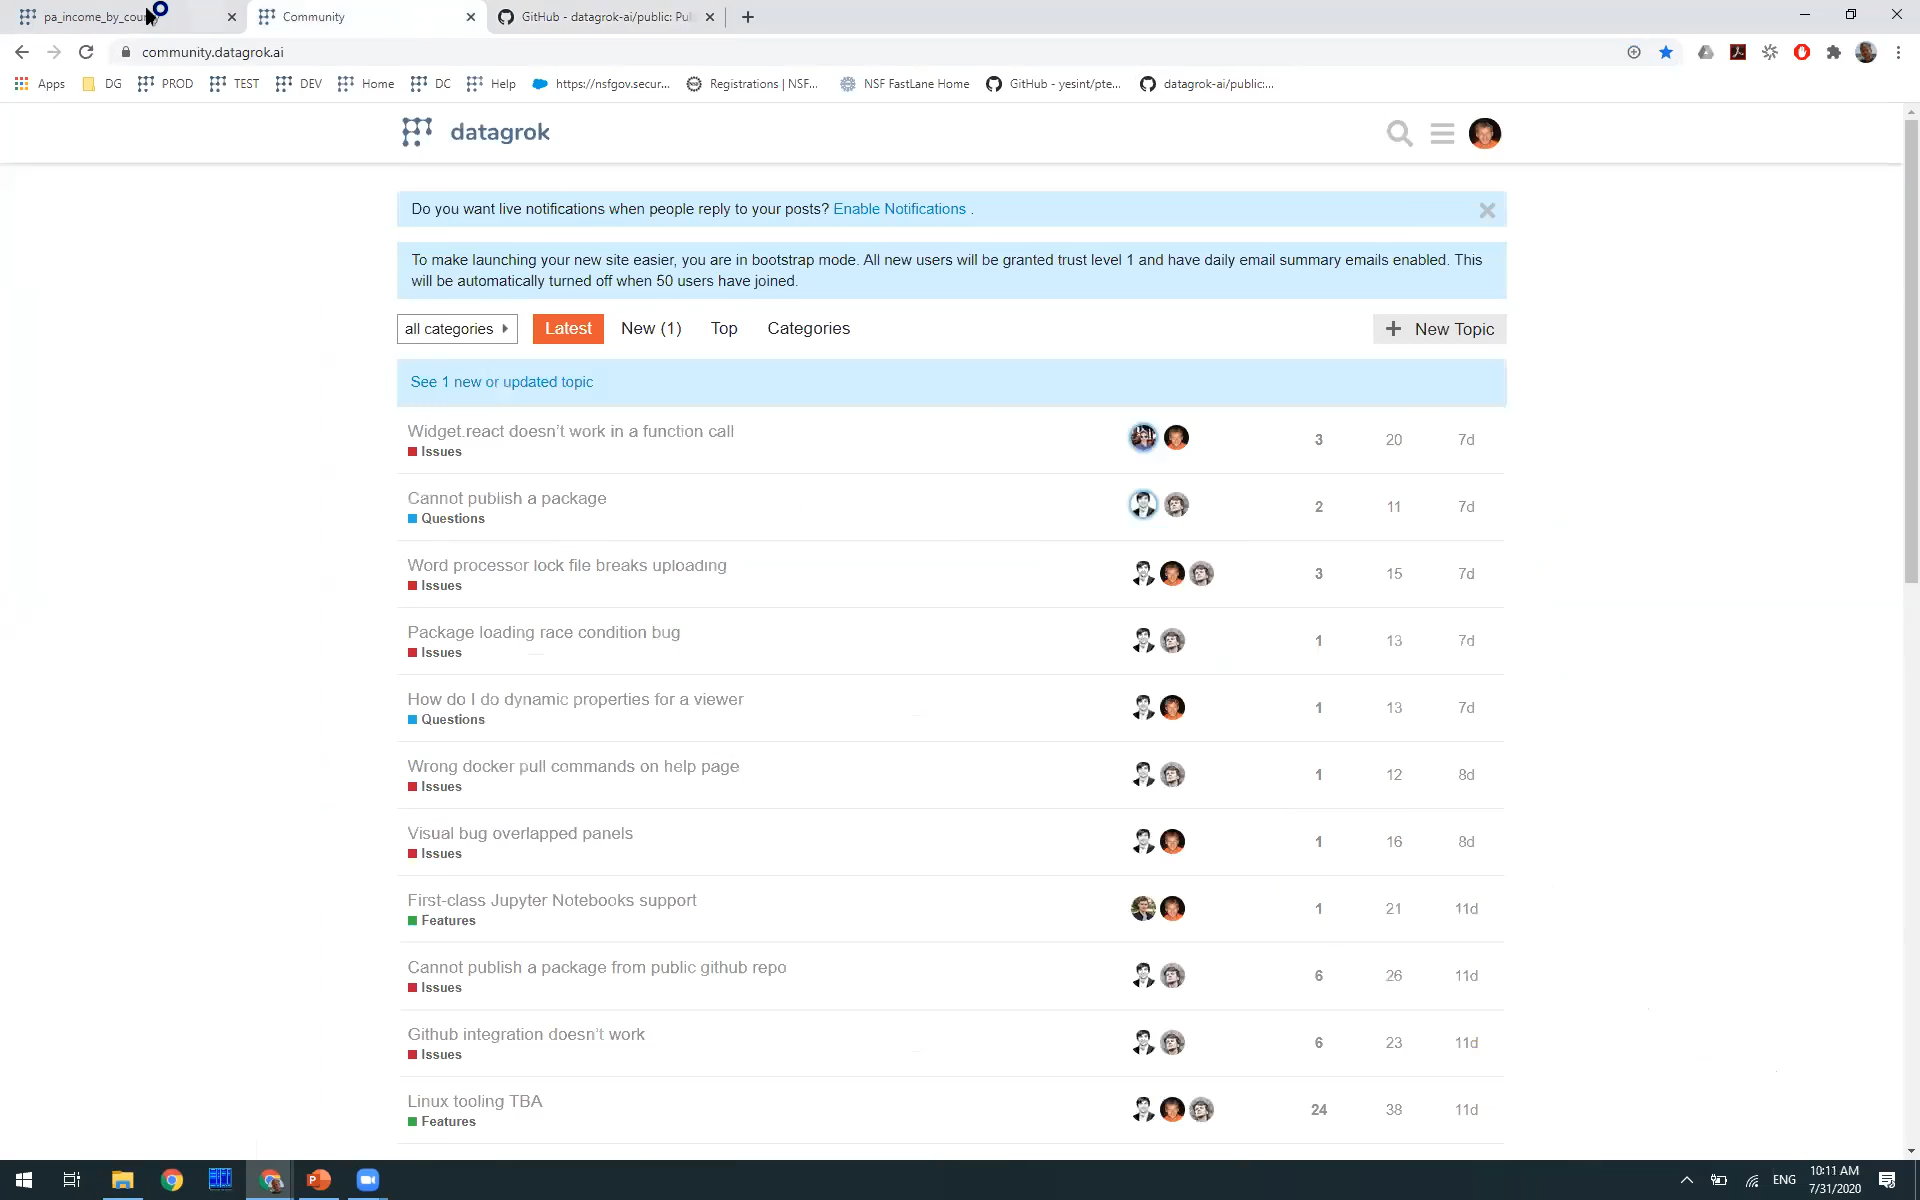 pa_income_by_cou
Community
GitHub - datagrok-ai/public: Pu
community.datagrok.ai
Apps
DG
PROD
TEST
DEV
Home
DC
Help
https://nsfgov.secur...
Registrations | NSF...
NSF FastLane Home
GitHub - yesint/pte...
datagrok-ai/public:...
datagrok
Do you want live notifications when people reply to your posts? Enable Notifications .
To make launching your new site easier, you are in bootstrap mode. All new users will be granted trust level 1 and have daily email summary emails enabled. This
will be automatically turned off when 50 users have joined.
all categories
Latest
New (1)
Top
Categories
+ New Topic
See 1 new or updated topic
Widget.react doesn't work in a function call
Issues
3 20 7d
Cannot publish a package
Questions
2 11 7d
Word processor lock file breaks uploading
Issues
3 15 7d
Package loading race condition bug
Issues
1 13 7d
How do I do dynamic properties for a viewer
Questions
1 13 7d
Wrong docker pull commands on help page
Issues
1 12 8d
Visual bug overlapped panels
Issues
1 16 8d
First-class Jupyter Notebooks support
Features
1 21 11d
Cannot publish a package from public github repo
Issues
6 26 11d
Github integration doesn't work
Issues
6 23 11d
Linux tooling TBA
Features
24 38 11d
ENG
10:11 AM
7/31/2020